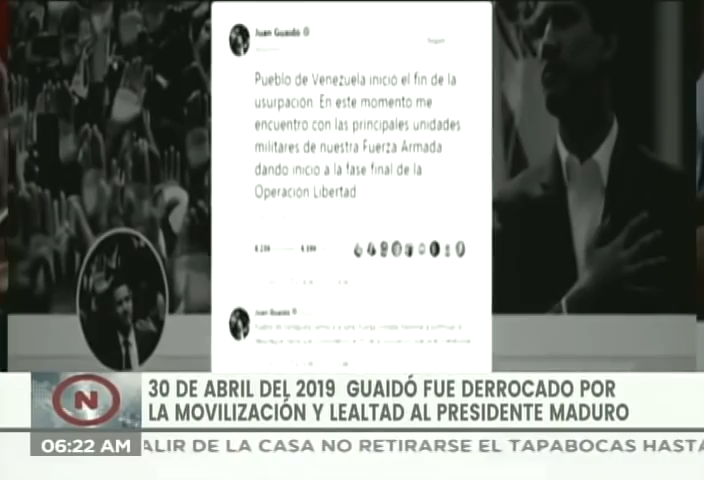 Juan Guaidó
Pueblo de Venezuela inició el fin de la
usurpación. En este momento me
encuentro con las principales unidades
militares de nuestra Fuerza Armada
dando inicio a la fase final de la
Operación Libertad
Juan Guaidó
N
30 DE ABRIL DEL 2019 GUAIDÓ FUE DERROCADO POR
LA MOVILIZACIÓN Y LEALTAD AL PRESIDENTE MADURO
06:22 AM
ALIR DE LA CASA NO RETIRARSE EL TAPABOCAS HASTA